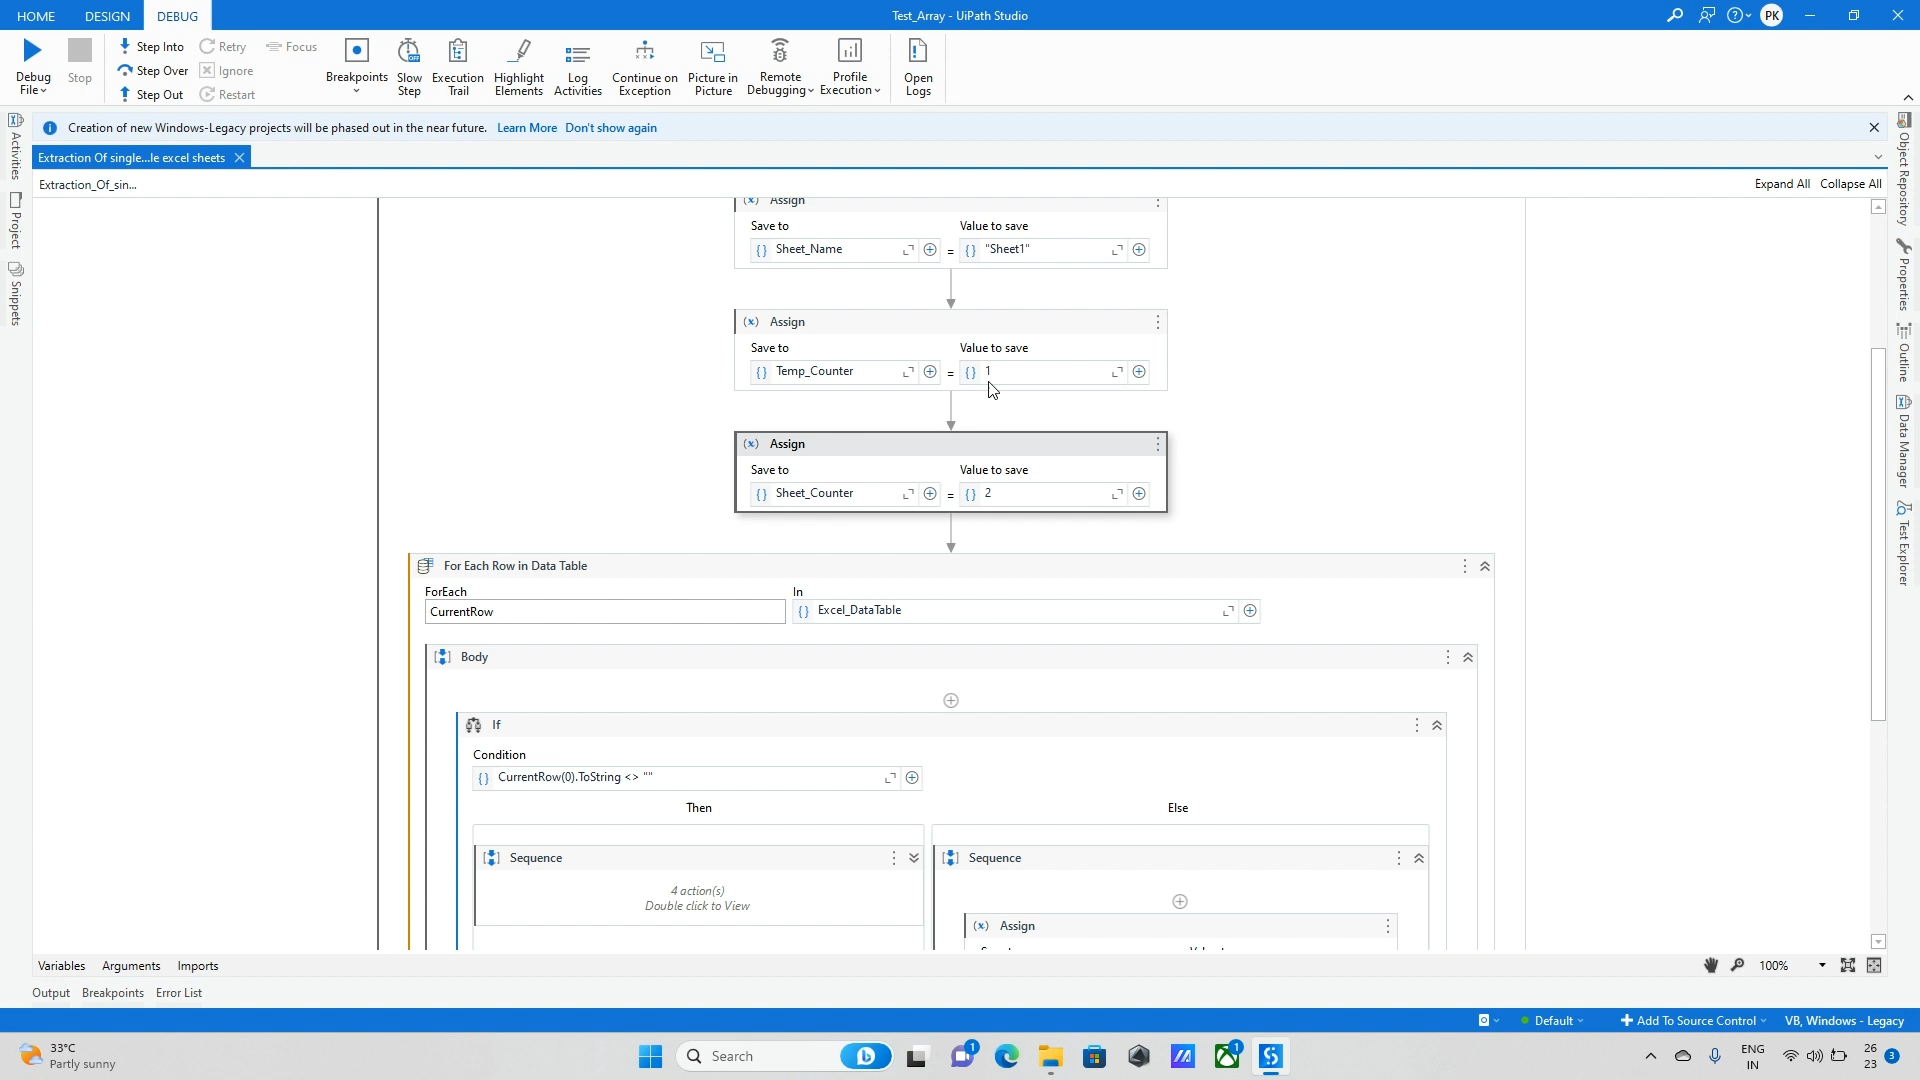 HOME DESIGN DEBUG
Test_Array - UiPath Studio
PK
Debug File
Stop
Step Into
Step Over
Step Out
Retry
Ignore
Restart
Focus
Breakpoints
Slow Step
OFF
Execution Trail
Highlight Elements
Log Activities
Continue on Exception
Picture in Picture
Remote Debugging
Profile Execution
Open Logs
Creation of new Windows-Legacy projects will be phased out in the near future. Learn More Don't show again
Extraction Of single...le excel sheets
Extraction_Of_sin...
Expand All Collapse All
Activities
Project
Snippets
Object Repository
Properties
Outline
Data Manager
Test Explorer
(x) Assign
Save to Value to save
{} Sheet_Name = {} "Sheet1"
(x) Assign
Save to Value to save
{} Temp_Counter = {} 1
(x) Assign
Save to Value to save
{} Sheet_Counter = {} 2
For Each Row in Data Table
ForEach In
CurrentRow {} Excel_DataTable
Body
If
Condition
{} CurrentRow(0).ToString <> ""
Then Else
Sequence
4 action(s)
Double click to View
Sequence
(x) Assign
Variables Arguments Imports
100%
Output Breakpoints Error List
Default
Add To Source Control
VB, Windows - Legacy
33°C
Partly sunny
Search
1
1
ENG
IN
26
23
3